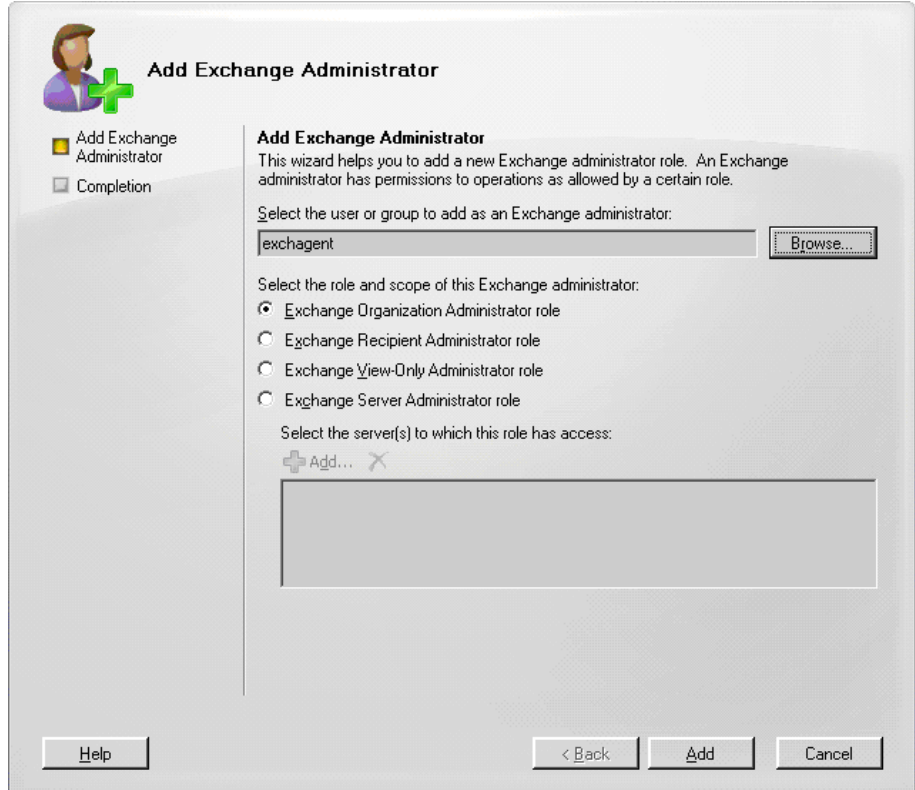 Add Exchange Administrator
Add Exchange
Administrator
Completion
Add Exchange Administrator
This wizard helps you to add a new Exchange administrator role.  An Exchange
administrator has permissions to operations as allowed by a certain role.
Select the user or group to add as an Exchange administrator:
exchagent
Browse...
Select the role and scope of this Exchange administrator:
Exchange Organization Administrator role
Exchange Recipient Administrator role
Exchange View-Only Administrator role
Exchange Server Administrator role
Select the server(s) to which this role has access:
Add...
Help
< Back
Add
Cancel